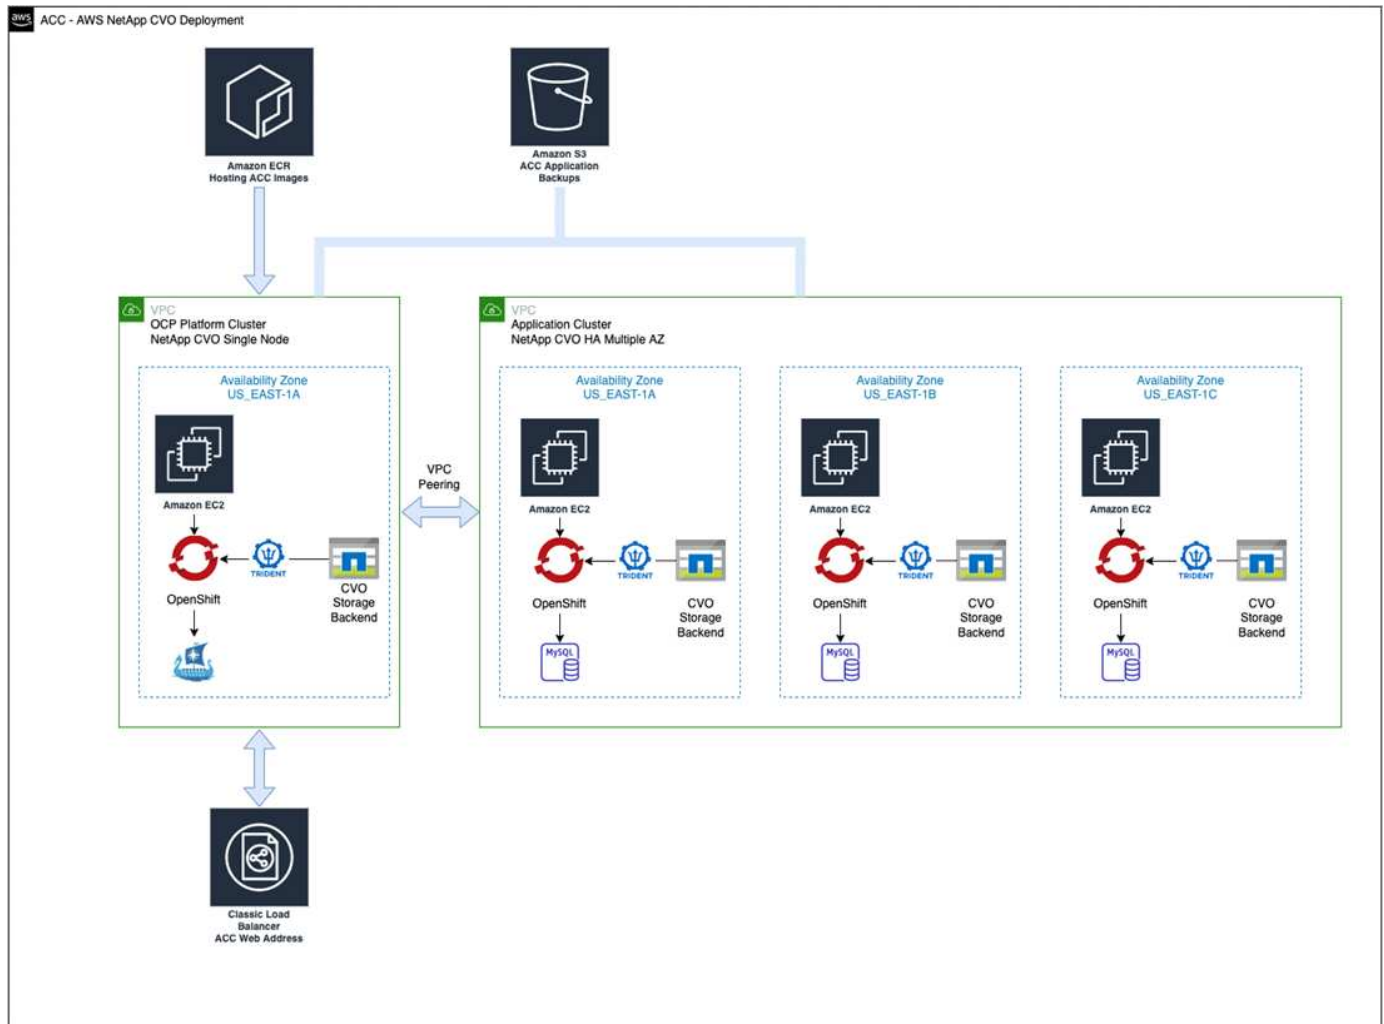 aws
ACC - AWS NetApp CVO Deployment
Amazon ECR
Hosting ACC Images
Amazon S3
ACC Application
Backups
VPC
OCP Platform Cluster
NetApp CVO Single Node
Availability Zone
US_EAST-1A
Amazon EC2
TRIDENT
OpenShift
CVO
Storage
Backend
VPC
Peering
VPC
Application Cluster
NetApp CVO HA Multiple AZ
Availability Zone
US_EAST-1A
Amazon EC2
TRIDENT
OpenShift
CVO
Storage
Backend
MySQL
Availability Zone
US_EAST-1B
Amazon EC2
TRIDENT
OpenShift
CVO
Storage
Backend
MySQL
Availability Zone
US_EAST-1C
Amazon EC2
TRIDENT
OpenShift
CVO
Storage
Backend
MySQL
Classic Load
Balancer
ACC Web Address